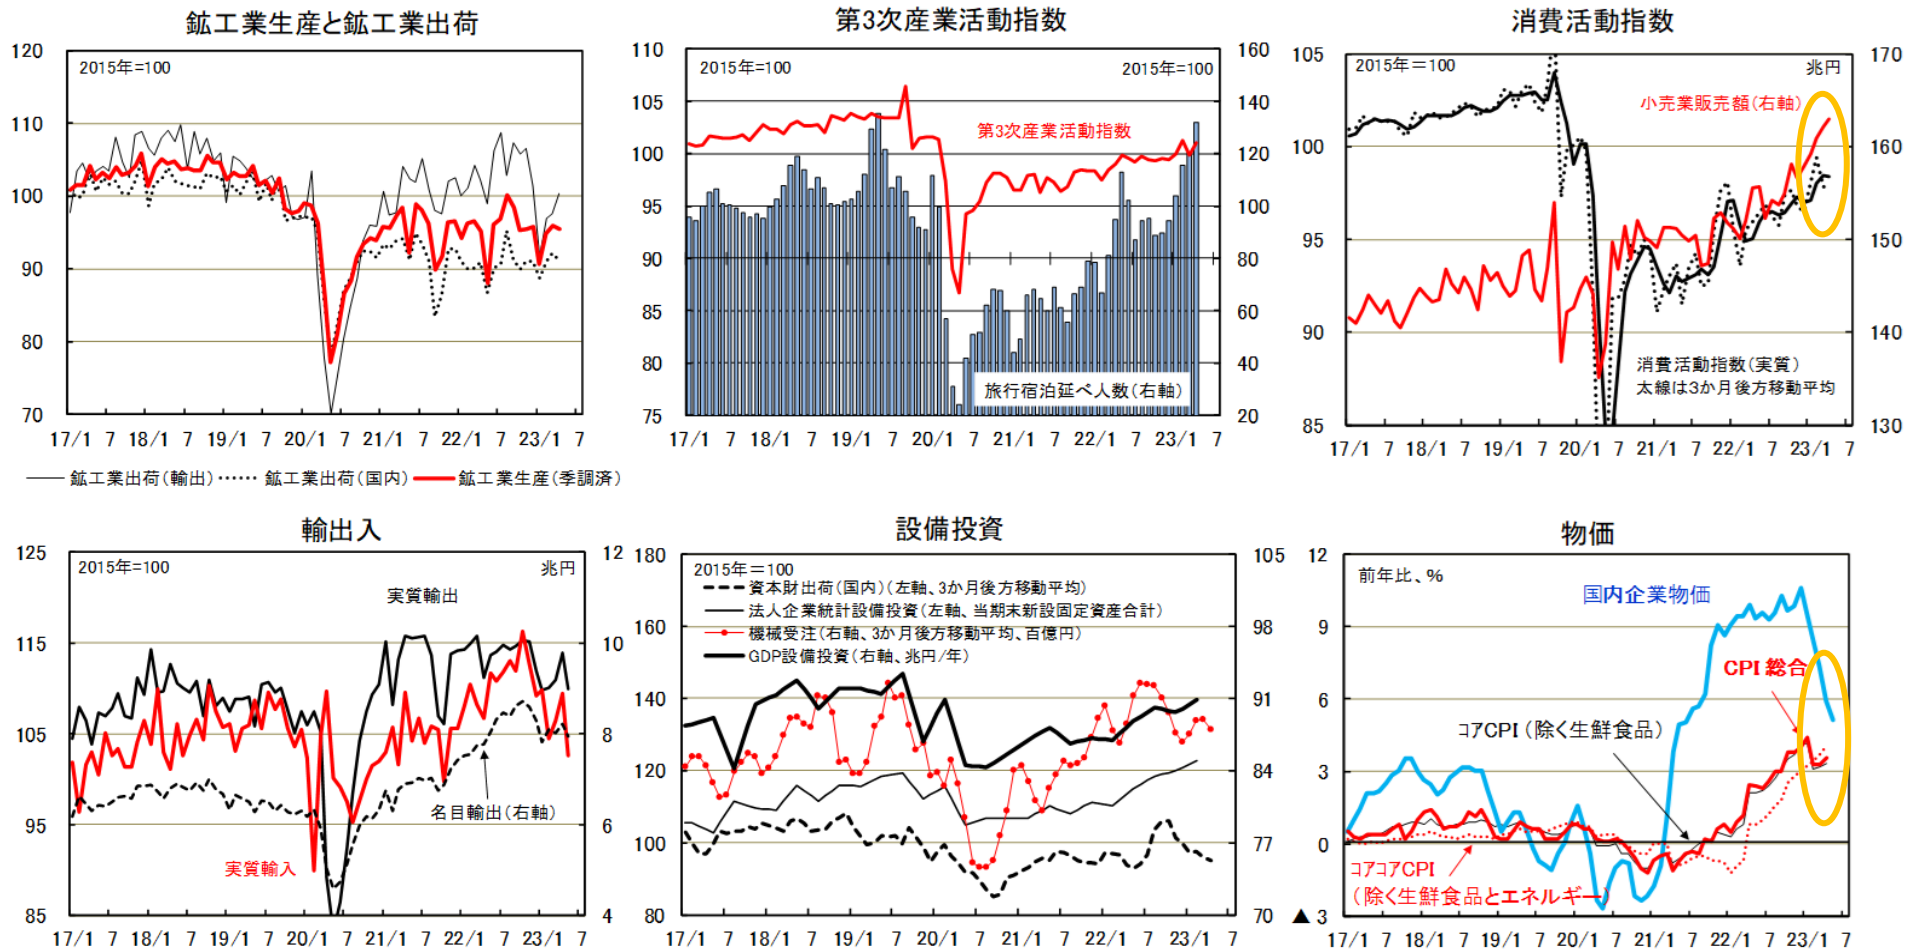 鉱工業生産と鉱工業出荷
120
110
100
90
80
70
2015年=100
17/1 7 18/1 7 19/1 7 20/1 7 21/1 7 22/1 7 23/1 7
鉱工業出荷(輸出) 鉱工業出荷(国内) 鉱工業生産(季調済)
第3次産業活動指数
110
105
100
95
90
85
80
75
2015年=100
2015年=100
第3次産業活動指数
旅行宿泊延べ人数(右軸)
160
140
120
100
80
60
40
20
17/1 7 18/1 7 19/1 7 20/1 7 21/1 7 22/1 7 23/1 7
消費活動指数
105
100
95
90
85
2015年=100
兆円
小売業販売額(右軸)
消費活動指数(実質)
太線は3か月後方移動平均
170
160
150
140
130
17/1 7 18/1 7 19/1 7 20/1 7 21/1 7 22/1 7 23/1 7
輸出入
125
115
105
95
85
2015年=100
兆円
実質輸出
名目輸出(右軸)
実質輸入
12
10
8
6
4
17/1 7 18/1 7 19/1 7 20/1 7 21/1 7 22/1 7 23/1 7
設備投資
180
160
140
120
100
80
2015年=100
資本財出荷(国内)(左軸、3か月後方移動平均)
法人企業統計設備投資(左軸、当期末新設固定資産合計)
機械受注(右軸、3か月後方移動平均、百億円)
GDP設備投資(右軸、兆円/年)
105
98
91
84
77
70
17/1 7 18/1 7 19/1 7 20/1 7 21/1 7 22/1 7 23/1 7
物価
12
9
6
3
0
▲ 3
前年比、%
国内企業物価
CPI 総合
コアCPI(除く生鮮食品)
コアコアCPI
(除く生鮮食品とエネルギー)
17/1 7 18/1 7 19/1 7 20/1 7 21/1 7 22/1 7 23/1 7